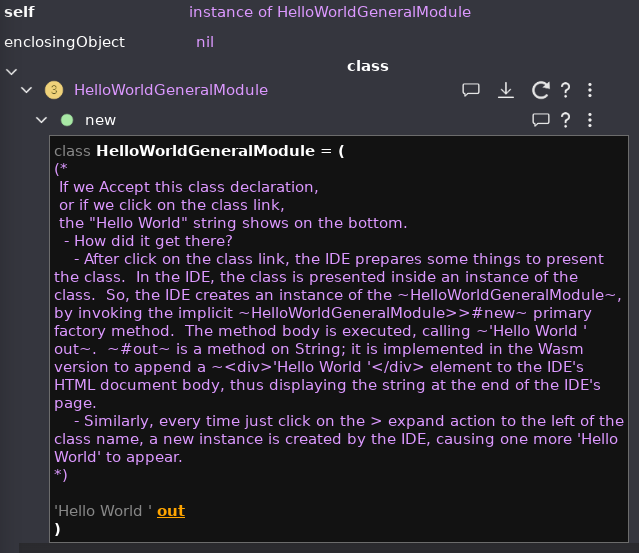 self instance of HelloWorldGeneralModule
enclosingObject nil
class
3 HelloWorldGeneralModule ?
new ?
class HelloWorldGeneralModule = (
(*
If we Accept this class declaration,
or if we click on the class link,
the "Hello World" string shows on the bottom.
- How did it get there?
- After click on the class link, the IDE prepares some things to present
the class.  In the IDE, the class is presented inside an instance of the
class.  So, the IDE creates an instance of the ~HelloWorldGeneralModule~,
by invoking the implicit ~HelloWorldGeneralModule>>#new~ primary
factory method.  The method body is executed, calling ~'Hello World '
out~.  ~#out~ is a method on String; it is implemented in the Wasm
version to append a ~<div>'Hello World '</div> element to the IDE's
HTML document body, thus displaying the string at the end of the IDE's
page.
- Similarly, every time just click on the > expand action to the left of the
class name, a new instance is created by the IDE, causing one more 'Hello
World' to appear.
*)
'Hello World ' out
)